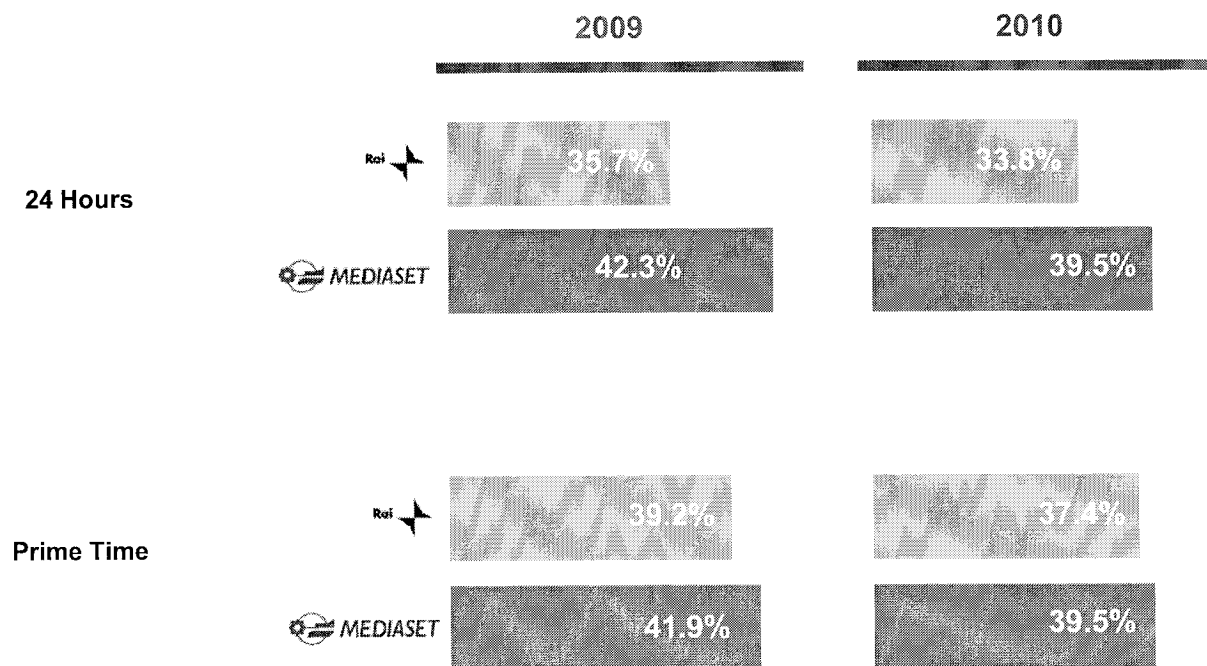 2009 2010
Rai 35.7% 33.8%
24 Hours
MEDIASET 42.3% 39.5%
Rai 39.2% 37.4%
Prime Time
MEDIASET 41.9% 39.5%